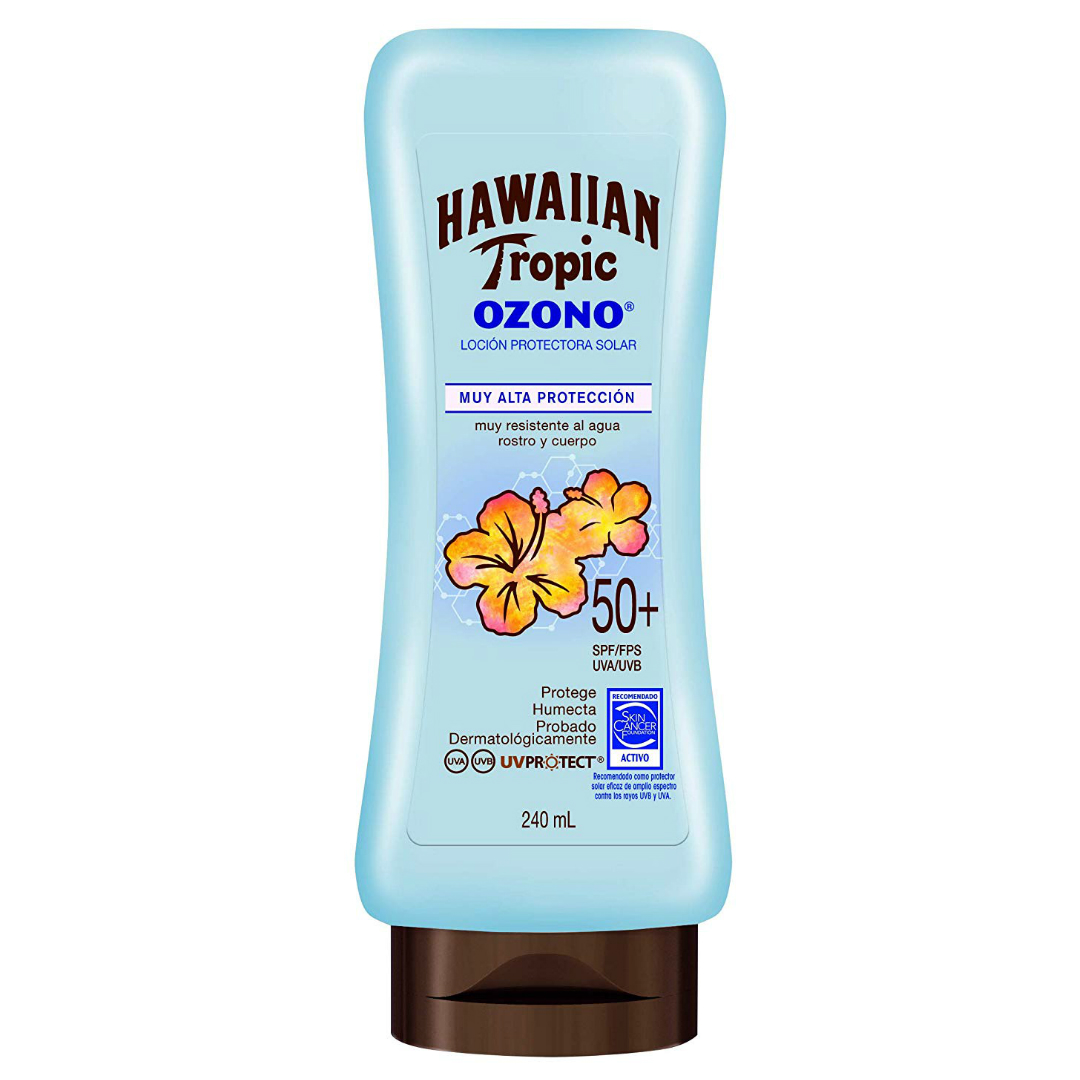 HAWAIIAN
Tropic
OZONO®
LOCIÓN PROTECTORA SOLAR
MUY ALTA PROTECCIÓN
muy resistente al agua
rostro y cuerpo
50+
SPF/FPS
UVA/UVB
Protege
Humecta
Probado
Dermatológicamente
UVA UVB UVPROTECT®
RECOMENDADO
SKIN
CANCER
FOUNDATION
ACTIVO
Recomendado como protector
solar eficaz de amplio espectro
contra los rayos UVB y UVA.
240 mL